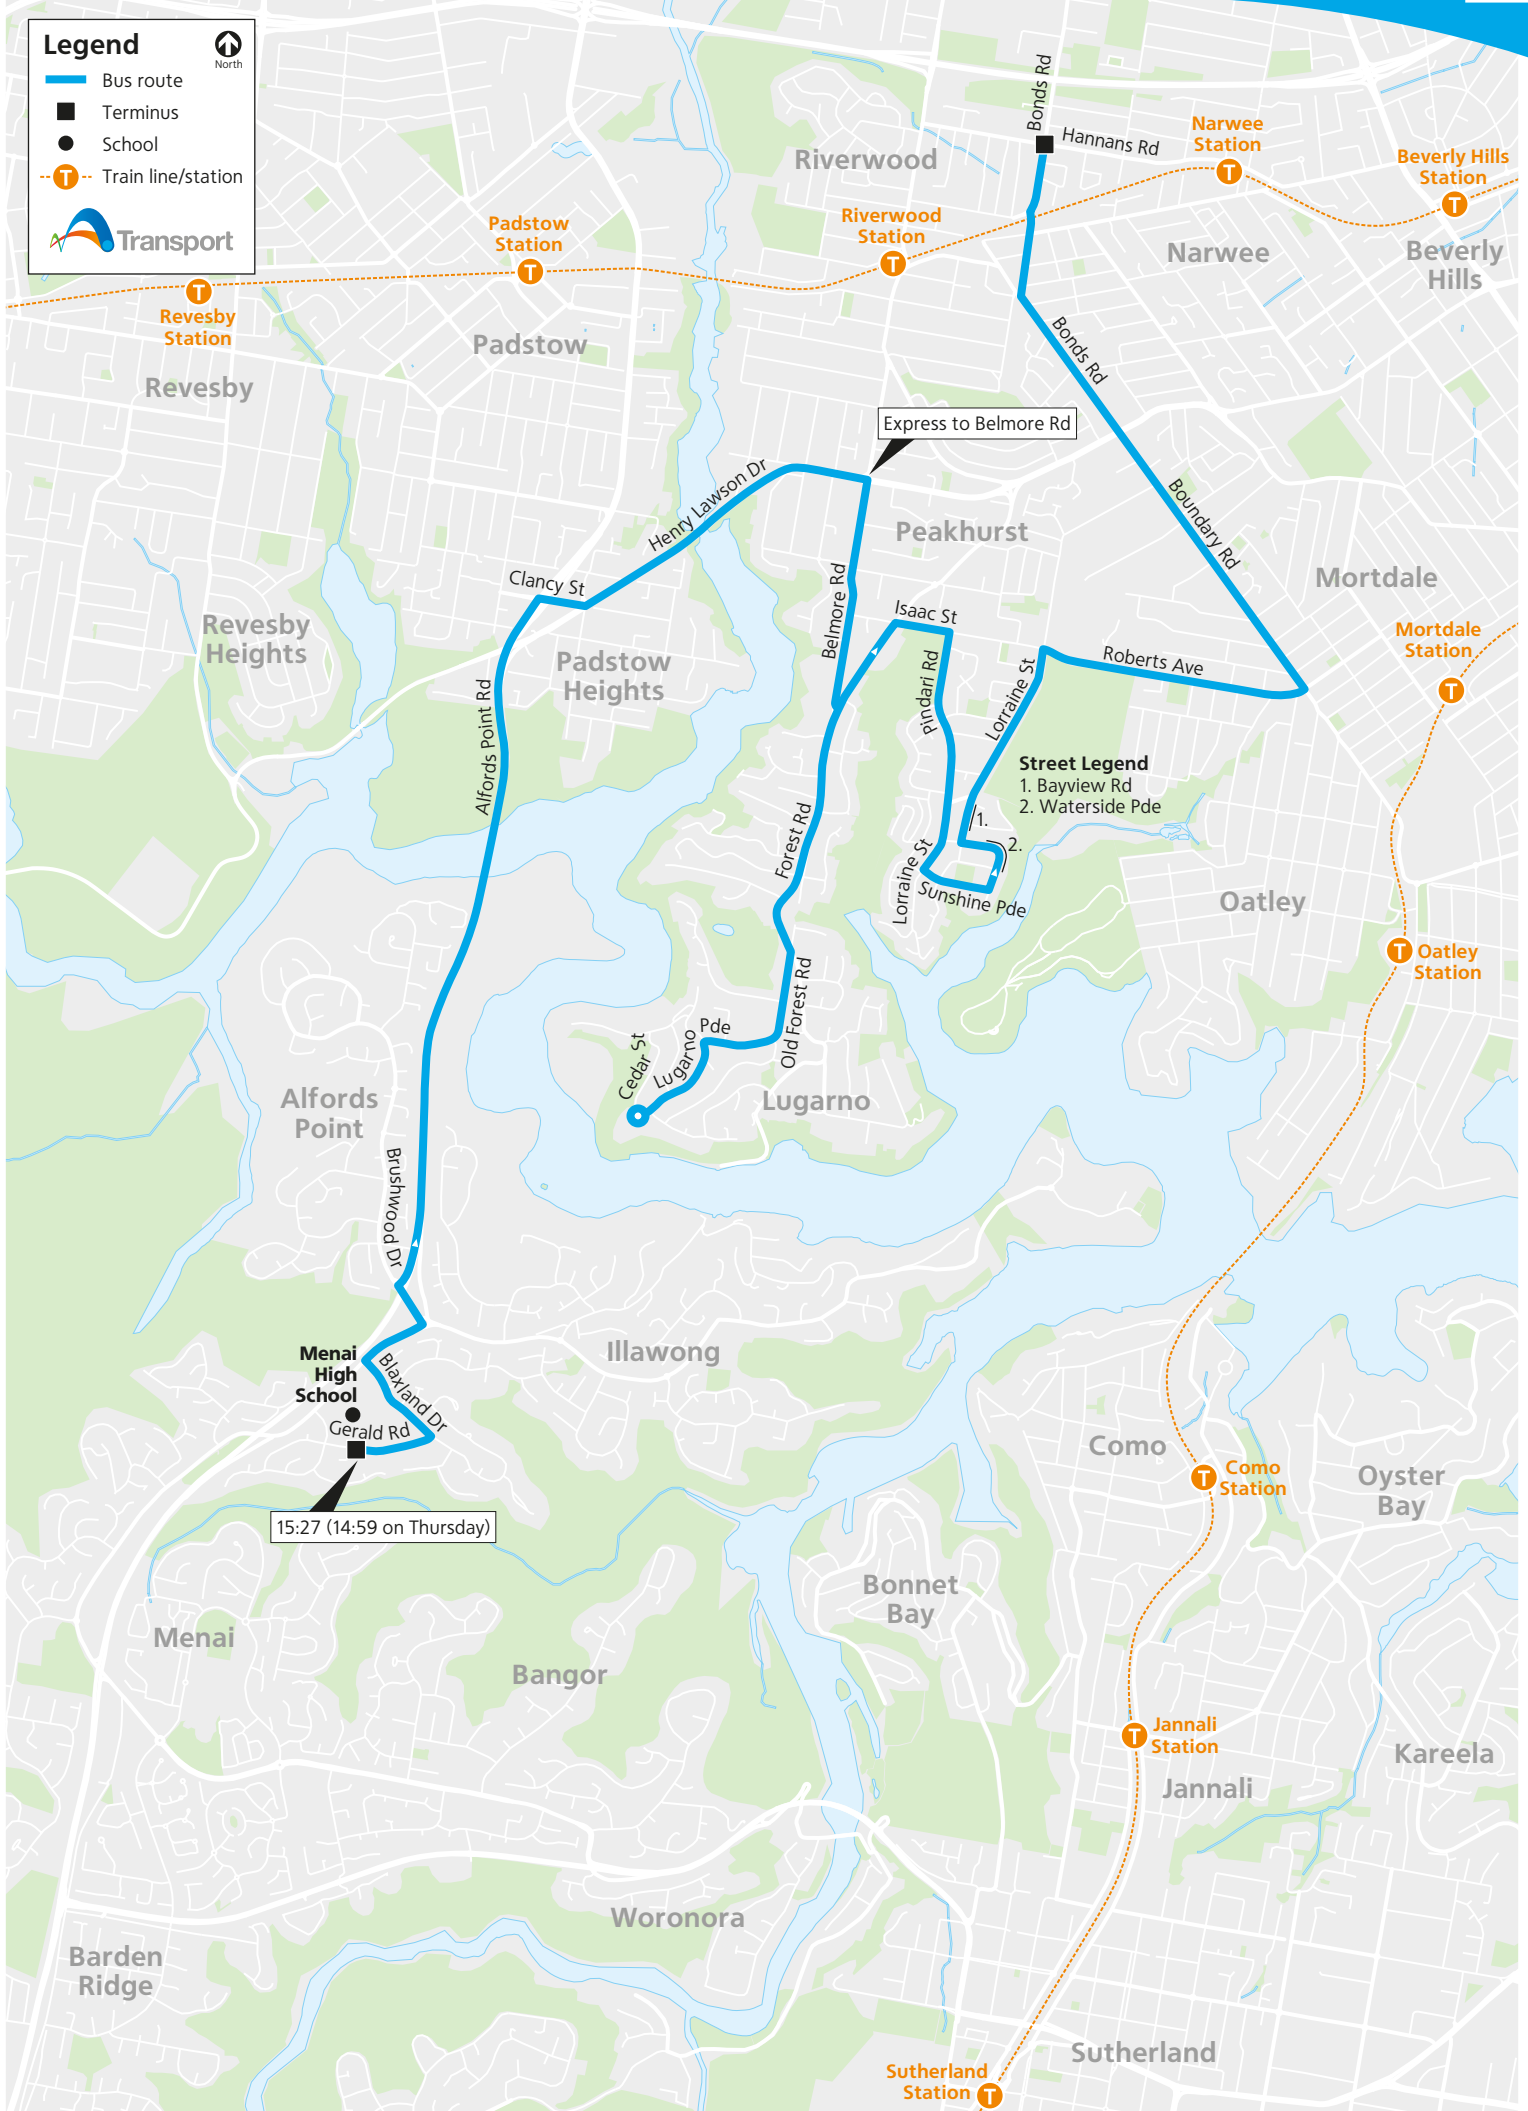 Legend
North
Bus route
Terminus
School
T
Train line/station
Transport
Bonds Rd
Hannans Rd
Narwee
Station
T
Beverly Hills
Station
T
Riverwood
Riverwood
Station
T
Padstow
Station
T
Narwee
Beverly
Hills
T
Revesby
Station
Padstow
Revesby
Bonds Rd
Express to Belmore Rd
Henry Lawson Dr
Boundary Rd
Peakhurst
Mortdale
Clancy St
Belmore Rd
Isaac St
Revesby
Heights
Padstow
Heights
Mortdale
Station
T
Roberts Ave
Lorraine St
Pindari Rd
Alfords Point Rd
Street Legend
1. Bayview Rd
2. Waterside Pde
1.
2.
Forest Rd
Lorraine St
Sunshine Pde
Oatley
T
Oatley
Station
Old Forest Rd
Pde
Lugarno
Cedar St
Lugarno
Alfords
Point
Brushwood Dr
Illawong
Menai
High
School
Blaxland Dr
Gerald Rd
15:27 (14:59 on Thursday)
Como
T
Como
Station
Oyster
Bay
Bonnet
Bay
Menai
Bangor
T
Jannali
Station
Jannali
Kareela
Woronora
Barden
Ridge
Sutherland
Sutherland
Station
T